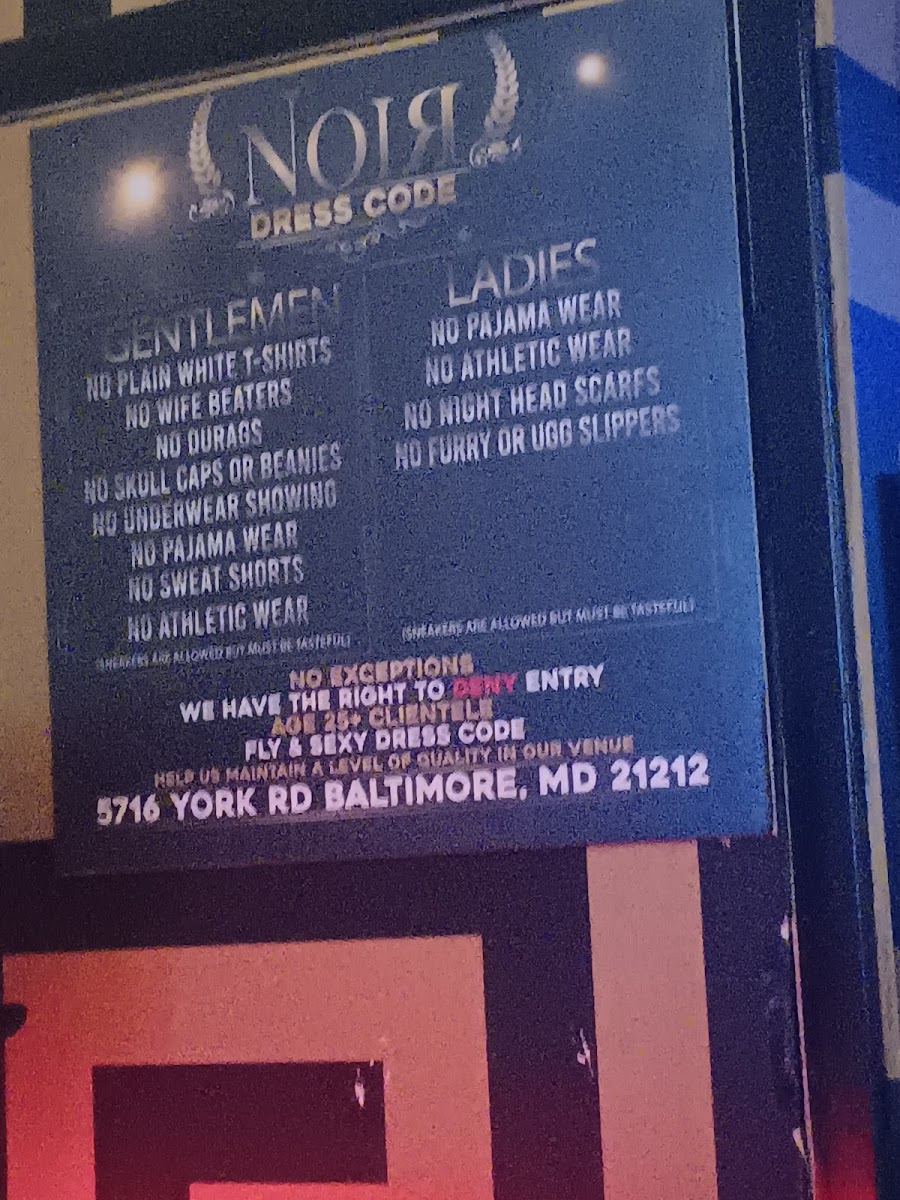 NOIR
DRESS CODE
GENTLEMEN
NO PLAIN WHITE T-SHIRTS
NO WIFE BEATERS
NO DURAGS
NO SKULL CAPS OR BEANIES
NO UNDERWEAR SHOWING
NO PAJAMA WEAR
NO SWEAT SHORTS
NO ATHLETIC WEAR
(SNEAKERS ARE ALLOWED BUT MUST BE TASTEFUL)
LADIES
NO PAJAMA WEAR
NO ATHLETIC WEAR
NO NIGHT HEAD SCARFS
NO FURRY OR UGG SLIPPERS
(SNEAKERS ARE ALLOWED BUT MUST BE TASTEFUL)
NO EXCEPTIONS
WE HAVE THE RIGHT TO DENY ENTRY
AGE 25+ CLIENTELE
FLY & SEXY DRESS CODE
HELP US MAINTAIN A LEVEL OF QUALITY IN OUR VENUE
5716 YORK RD BALTIMORE, MD 21212